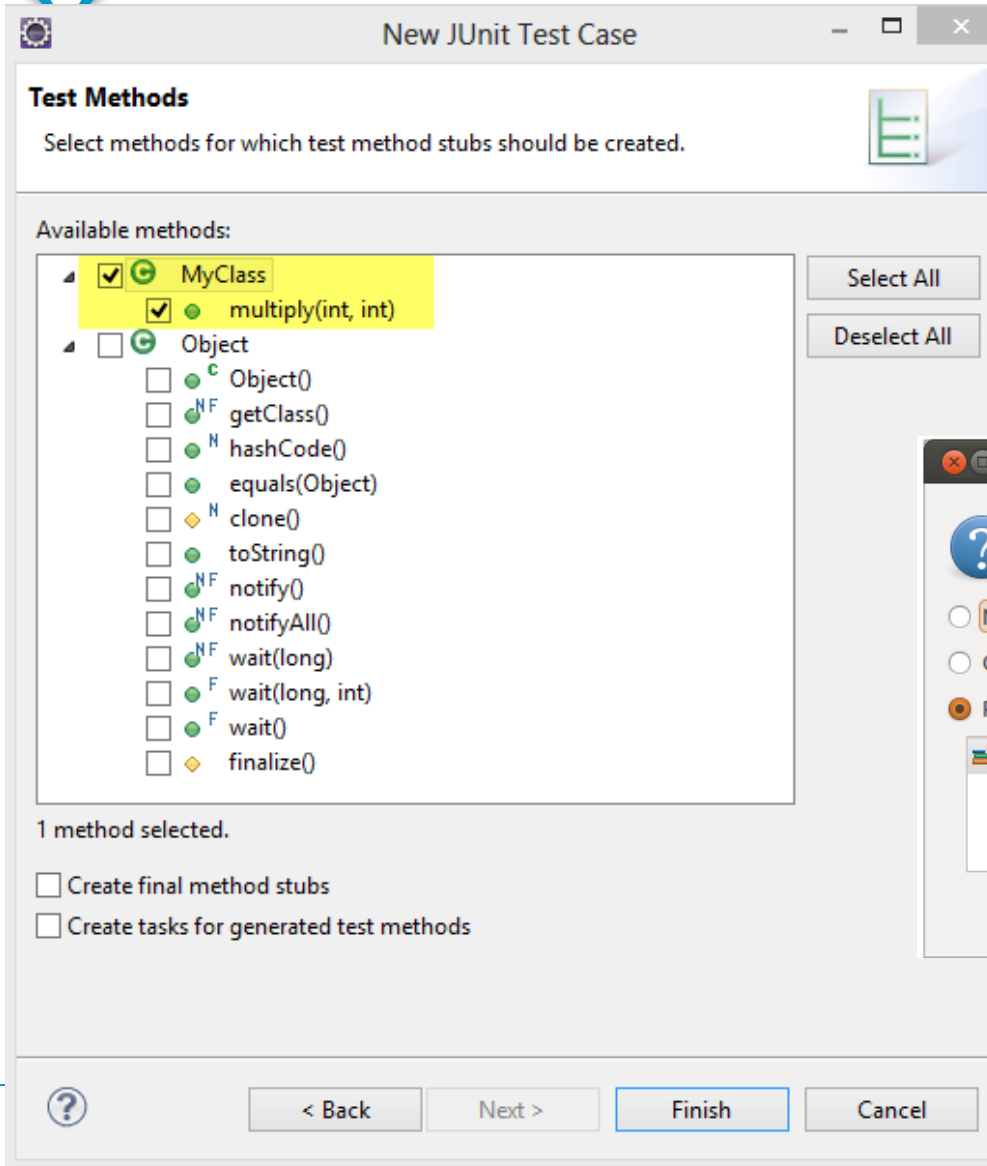 New JUnit Test Case
Test Methods
Select methods for which test method stubs should be created.
Available methods:
MyClass
multiply(int, int)
Object
C Object()
N F getClass()
N hashCode()
equals(Object)
N clone()
toString()
N F notify()
N F notifyAll()
N F wait(long)
F wait(long, int)
F wait()
finalize()
Select All
Deselect All
1 method selected.
Create final method stubs
Create tasks for generated test methods
< Back
Next >
Finish
Cancel